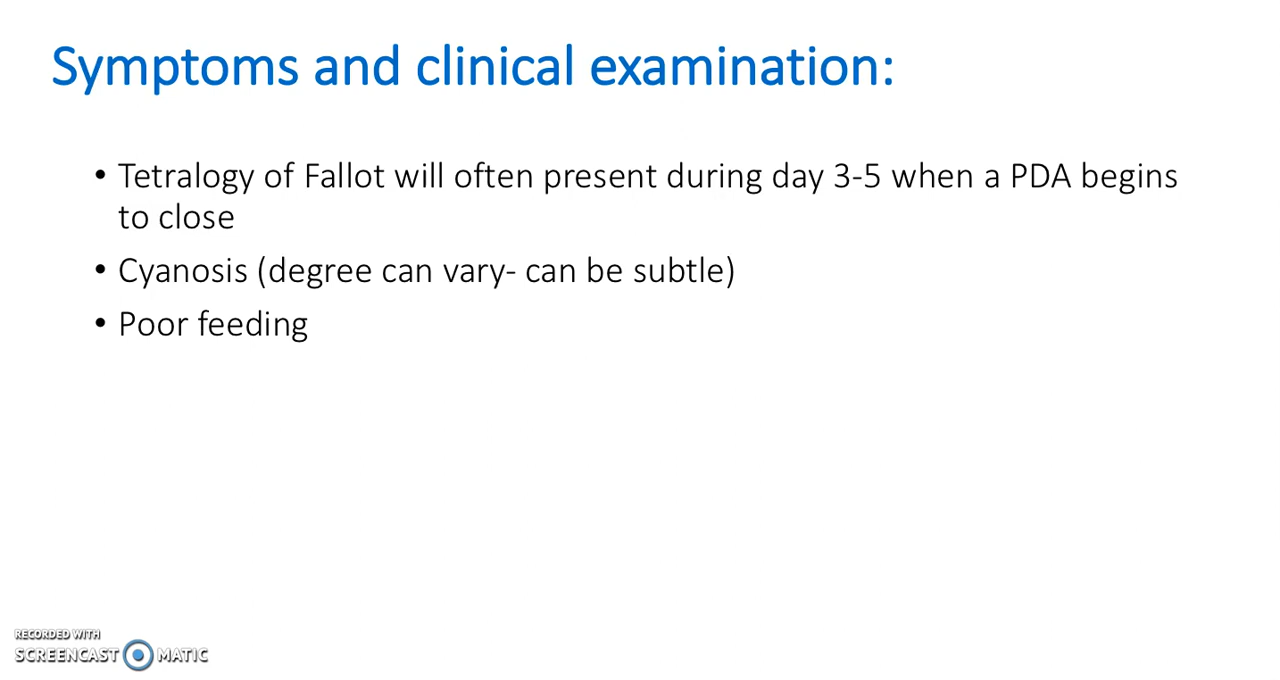 Symptoms and clinical examination:
• Tetralogy of Fallot will often present during day 3-5 when a PDA begins
to close
• Cyanosis (degree can vary- can be subtle)
• Poor feeding
RECORDED WITH
SCREENCAST MATIC